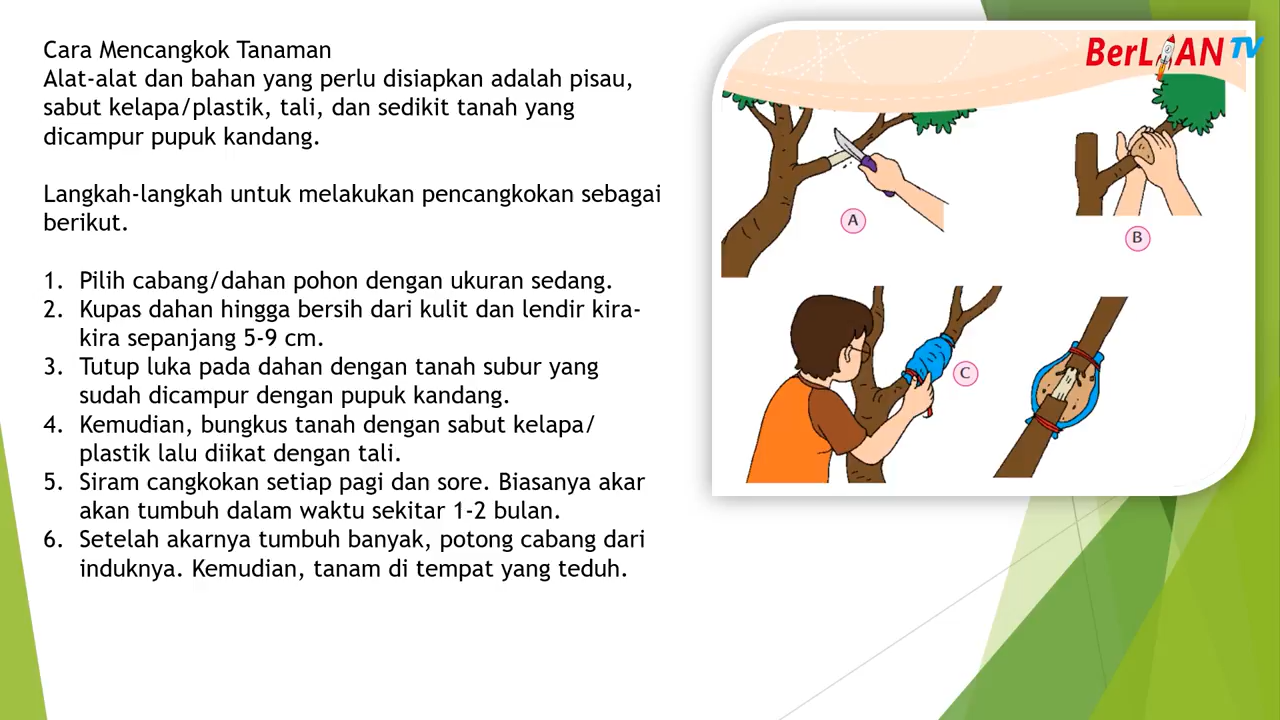 Cara Mencangkok Tanaman
Alat-alat dan bahan yang perlu disiapkan adalah pisau,
sabut kelapa/plastik, tali, dan sedikit tanah yang
dicampur pupuk kandang.
Langkah-langkah untuk melakukan pencangkokan sebagai
berikut.
1. Pilih cabang/dahan pohon dengan ukuran sedang.
2. Kupas dahan hingga bersih dari kulit dan lendir kira-
kira sepanjang 5-9 cm.
3. Tutup luka pada dahan dengan tanah subur yang
sudah dicampur dengan pupuk kandang.
4. Kemudian, bungkus tanah dengan sabut kelapa/
plastik lalu diikat dengan tali.
5. Siram cangkokan setiap pagi dan sore. Biasanya akar
akan tumbuh dalam waktu sekitar 1-2 bulan.
6. Setelah akarnya tumbuh banyak, potong cabang dari
induknya. Kemudian, tanam di tempat yang teduh.
BerLIAN TV
A
B
C